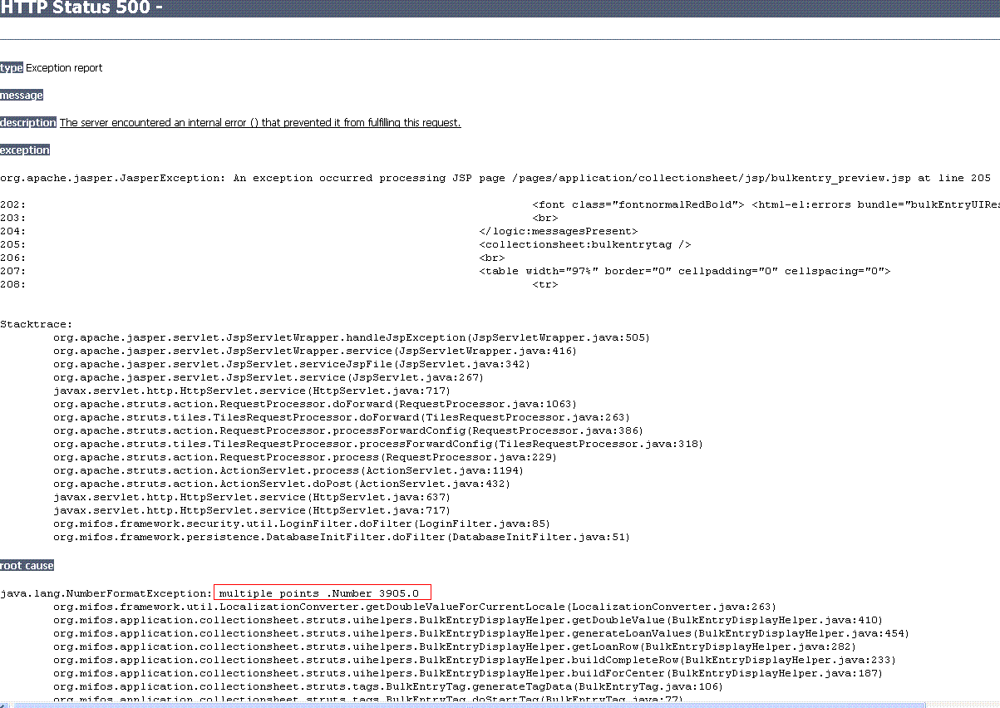 HTTP Status 500 -
type Exception report
message
description The server encountered an internal error () that prevented it from fulfilling this request.
exception
org.apache.jasper.JasperException: An exception occurred processing JSP page /pages/application/collectionsheet/jsp/bulkentry_preview.jsp at line 205
202: <font class="fontnormalRedBold"> <html-el:errors bundle="bulkEntryUIRes
203: <br>
204: </logic:messagesPresent>
205: <collectionsheet:bulkentrytag />
206: <br>
207: <table width="97%" border="0" cellpadding="0" cellspacing="0">
208: <tr>
Stacktrace:
org.apache.jasper.servlet.JspServletWrapper.handleJspException(JspServletWrapper.java:505)
org.apache.jasper.servlet.JspServletWrapper.service(JspServletWrapper.java:416)
org.apache.jasper.servlet.JspServlet.serviceJspFile(JspServlet.java:342)
org.apache.jasper.servlet.JspServlet.service(JspServlet.java:267)
javax.servlet.http.HttpServlet.service(HttpServlet.java:717)
org.apache.struts.action.RequestProcessor.doForward(RequestProcessor.java:1063)
org.apache.struts.tiles.TilesRequestProcessor.doForward(TilesRequestProcessor.java:263)
org.apache.struts.action.RequestProcessor.processForwardConfig(RequestProcessor.java:386)
org.apache.struts.tiles.TilesRequestProcessor.processForwardConfig(TilesRequestProcessor.java:318)
org.apache.struts.action.RequestProcessor.process(RequestProcessor.java:229)
org.apache.struts.action.ActionServlet.process(ActionServlet.java:1194)
org.apache.struts.action.ActionServlet.doPost(ActionServlet.java:432)
javax.servlet.http.HttpServlet.service(HttpServlet.java:637)
javax.servlet.http.HttpServlet.service(HttpServlet.java:717)
org.mifos.framework.security.util.LoginFilter.doFilter(LoginFilter.java:85)
org.mifos.framework.persistence.DatabaseInitFilter.doFilter(DatabaseInitFilter.java:51)
root cause
java.lang.NumberFormatException: multiple points .Number 3905.0
org.mifos.framework.util.LocalizationConverter.getDoubleValueForCurrentLocale(LocalizationConverter.java:263)
org.mifos.application.collectionsheet.struts.uihelpers.BulkEntryDisplayHelper.getDoubleValue(BulkEntryDisplayHelper.java:410)
org.mifos.application.collectionsheet.struts.uihelpers.BulkEntryDisplayHelper.generateLoanValues(BulkEntryDisplayHelper.java:454)
org.mifos.application.collectionsheet.struts.uihelpers.BulkEntryDisplayHelper.getLoanRow(BulkEntryDisplayHelper.java:282)
org.mifos.application.collectionsheet.struts.uihelpers.BulkEntryDisplayHelper.buildCompleteRow(BulkEntryDisplayHelper.java:233)
org.mifos.application.collectionsheet.struts.uihelpers.BulkEntryDisplayHelper.buildForCenter(BulkEntryDisplayHelper.java:187)
org.mifos.application.collectionsheet.struts.tags.BulkEntryTag.generateTagData(BulkEntryTag.java:106)
org.mifos.application.collectionsheet.struts.tags.BulkEntryTag.doStartTag(BulkEntryTag.java:77)